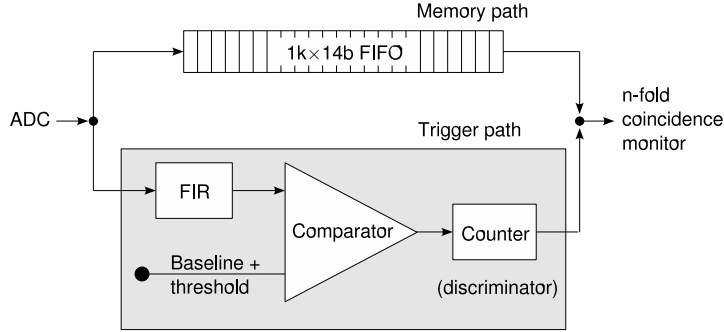 Memory path
1k×14b FIFO
ADC
n-fold
coincidence
monitor
Trigger path
FIR
Comparator
Counter
Baseline +
threshold
(discriminator)